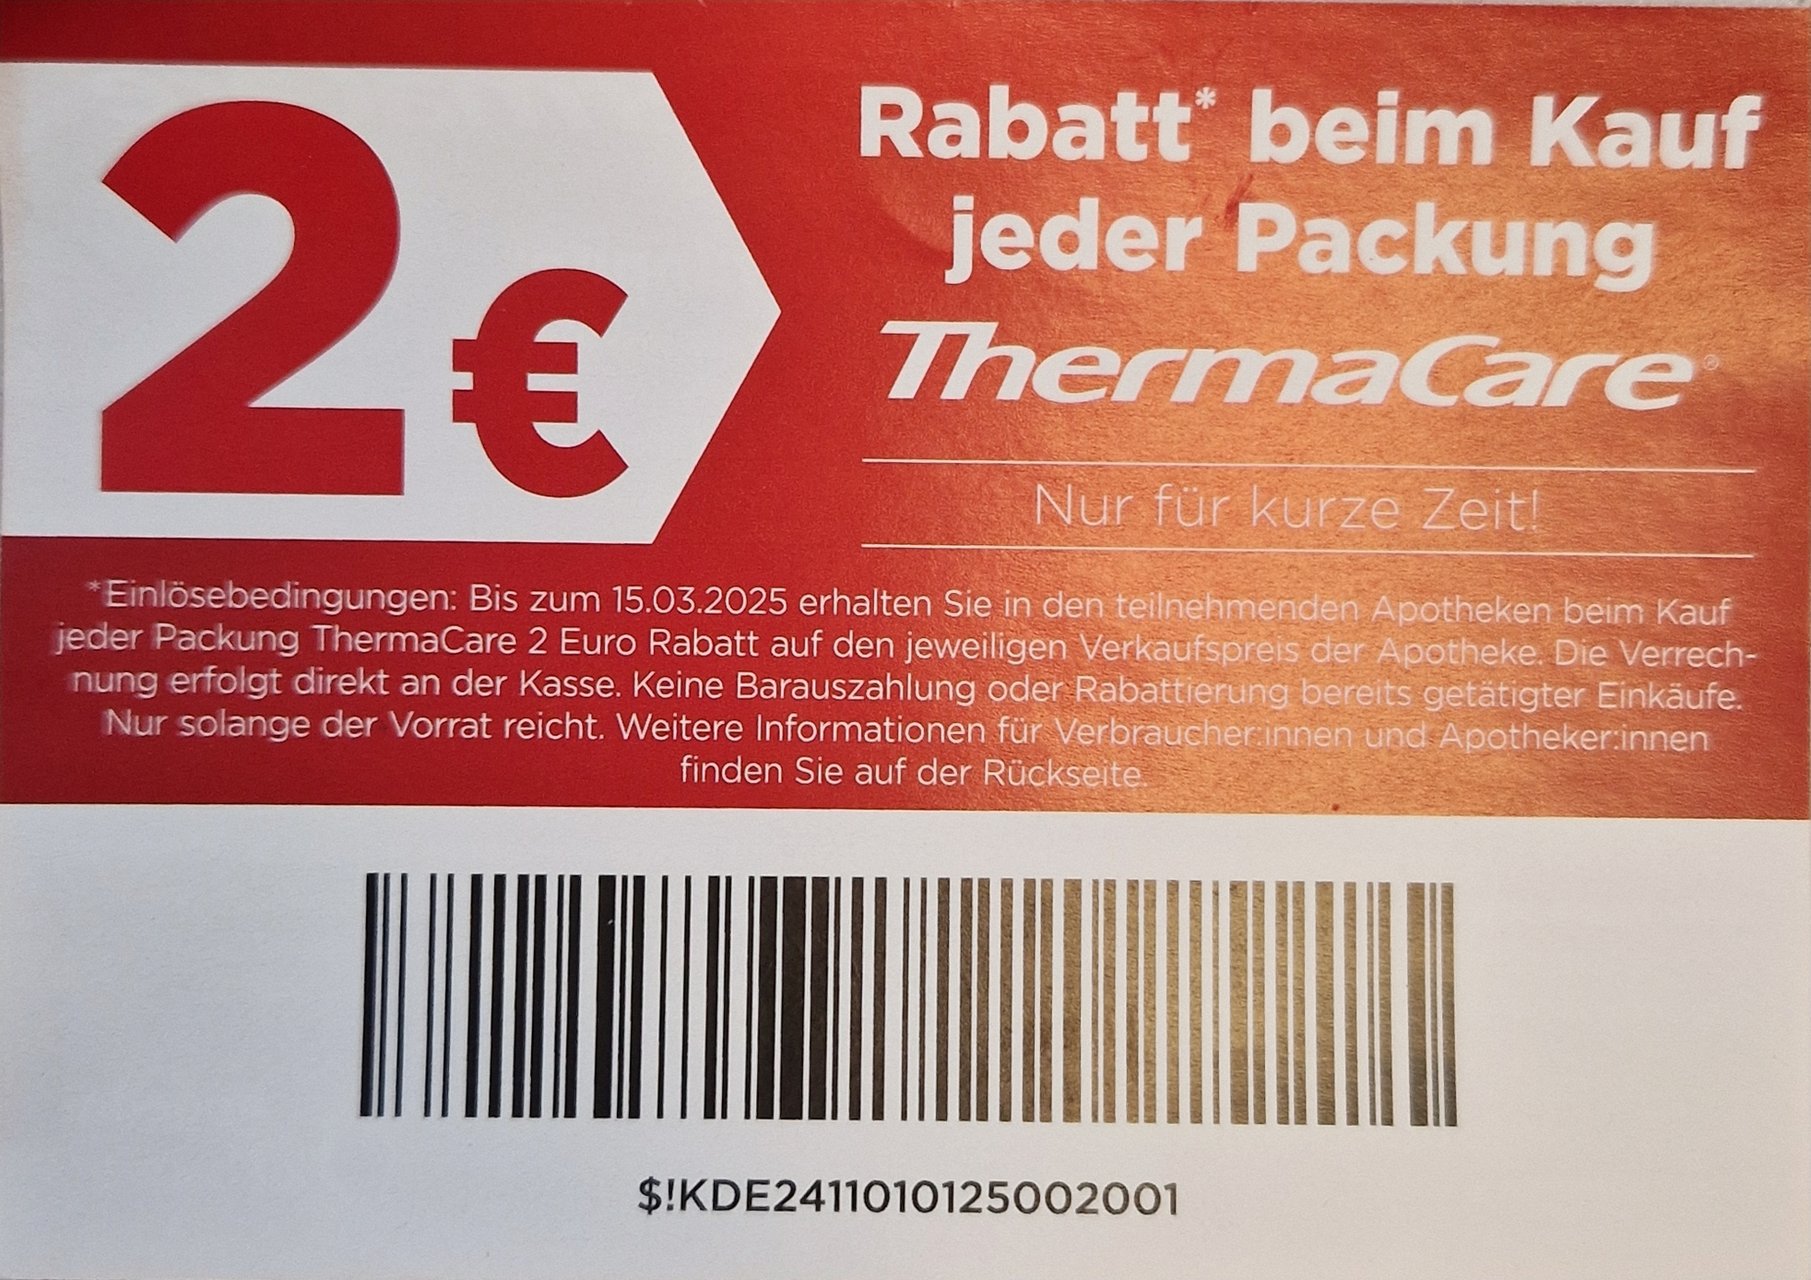 2€
Rabatt* beim Kauf
jeder Packung
ThermaCare®
Nur für kurze Zeit!
*Einlösebedingungen: Bis zum 15.03.2025 erhalten Sie in den teilnehmenden Apotheken beim Kauf
jeder Packung ThermaCare 2 Euro Rabatt auf den jeweiligen Verkaufspreis der Apotheke. Die Verrech-
nung erfolgt direkt an der Kasse. Keine Barauszahlung oder Rabattierung bereits getätigter Einkäufe.
Nur solange der Vorrat reicht. Weitere Informationen für Verbraucher:innen und Apotheker:innen
finden Sie auf der Rückseite.
$!KDE2411010125002001